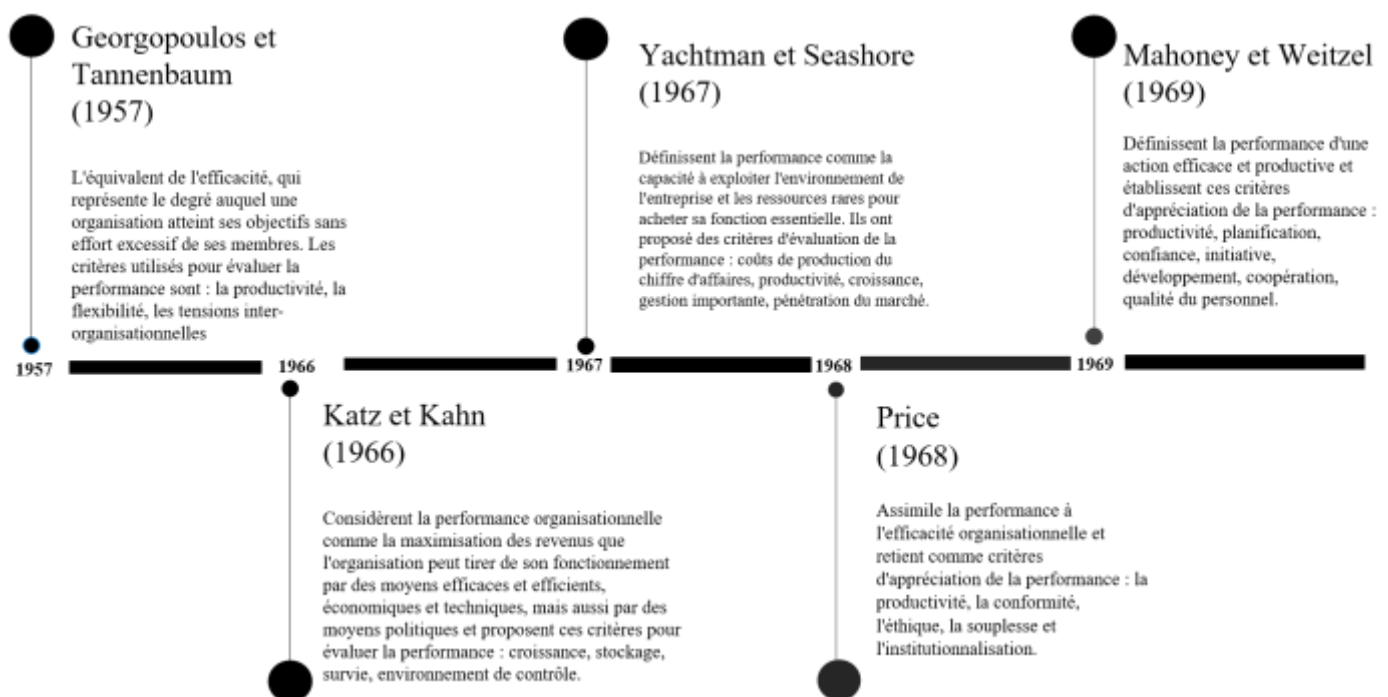 Georgopoulos et
Tannenbaum
(1957)
L'équivalent de l'efficacité, qui
représente le degré auquel une
organisation atteint ses objectifs sans
effort excessif de ses membres. Les
critères utilisés pour évaluer la
performance sont : la productivité, la
flexibilité, les tensions inter-
organisationnelles
Yachtman et Seashore
(1967)
Définissent la performance comme la
capacité à exploiter l'environnement de
l'entreprise et les ressources rares pour
acheter sa fonction essentielle. Ils ont
proposé des critères d'évaluation de la
performance : coûts de production du
chiffre d'affaires, productivité, croissance,
gestion importante, pénétration du marché.
Mahoney et Weitzel
(1969)
Définissent la performance d'une
action efficace et productive et
établissent ces critères
d'appréciation de la performance :
productivité, planification,
confiance, initiative,
développement, coopération,
qualité du personnel.
1957 1966 1967 1968 1969
Katz et Kahn
(1966)
Considèrent la performance organisationnelle
comme la maximisation des revenus que
l'organisation peut tirer de son fonctionnement
par des moyens efficaces et efficients,
économiques et techniques, mais aussi par des
moyens politiques et proposent ces critères pour
évaluer la performance : croissance, stockage,
survie, environnement de contrôle.
Price
(1968)
Assimile la performance à
l'efficacité organisationnelle et
retient comme critères
d'appréciation de la performance : la
productivité, la conformité,
l'éthique, la souplesse et
l'institutionnalisation.